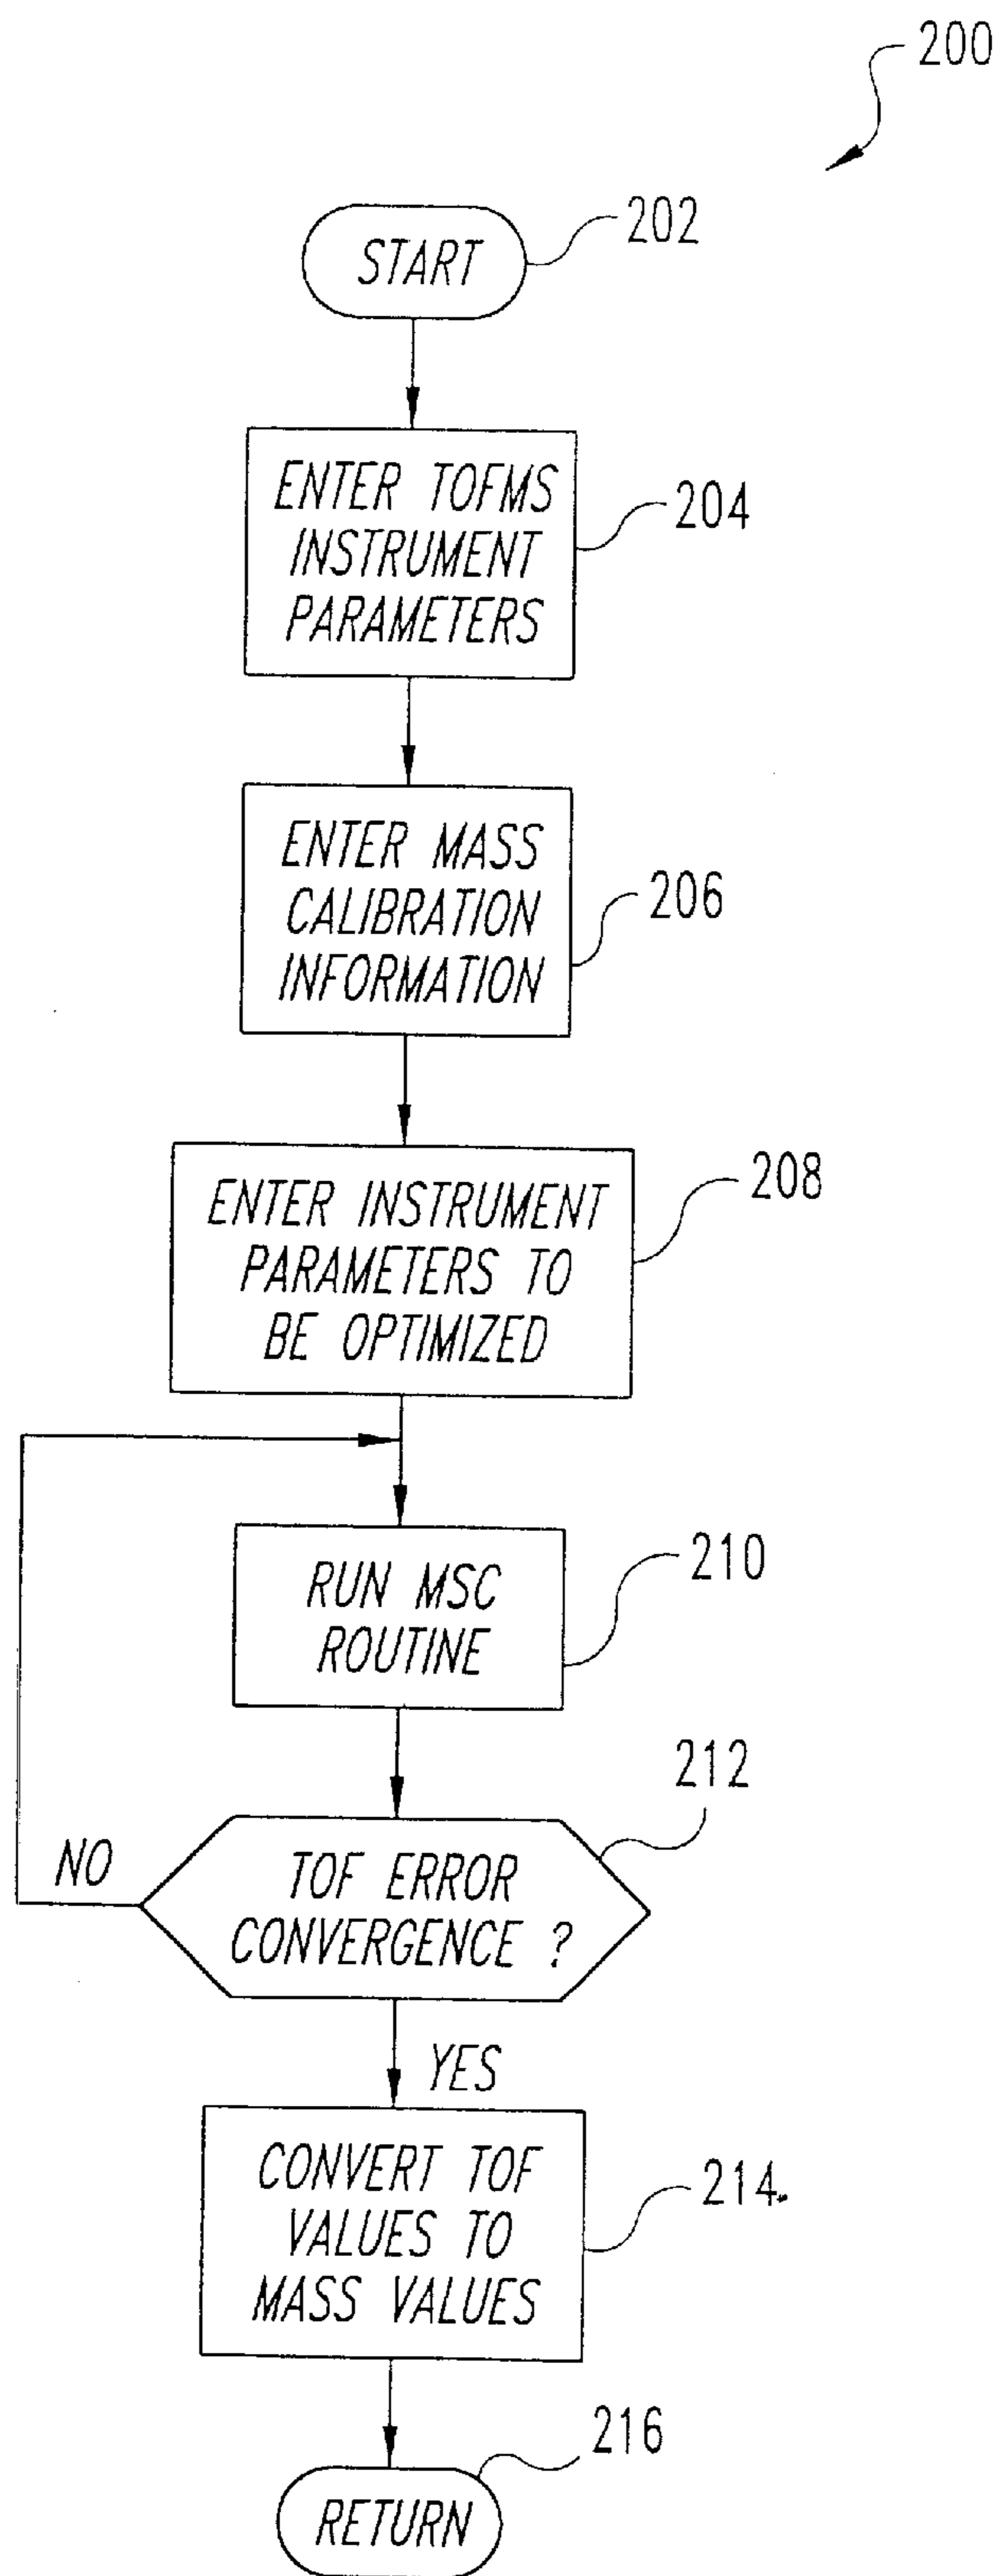 200
START
202
ENTER TOFMS
INSTRUMENT
PARAMETERS
204
ENTER MASS
CALIBRATION
INFORMATION
206
ENTER INSTRUMENT
PARAMETERS TO
BE OPTIMIZED
208
RUN MSC
ROUTINE
210
TOF ERROR
CONVERGENCE ?
212
NO
YES
CONVERT TOF
VALUES TO
MASS VALUES
214
RETURN
216